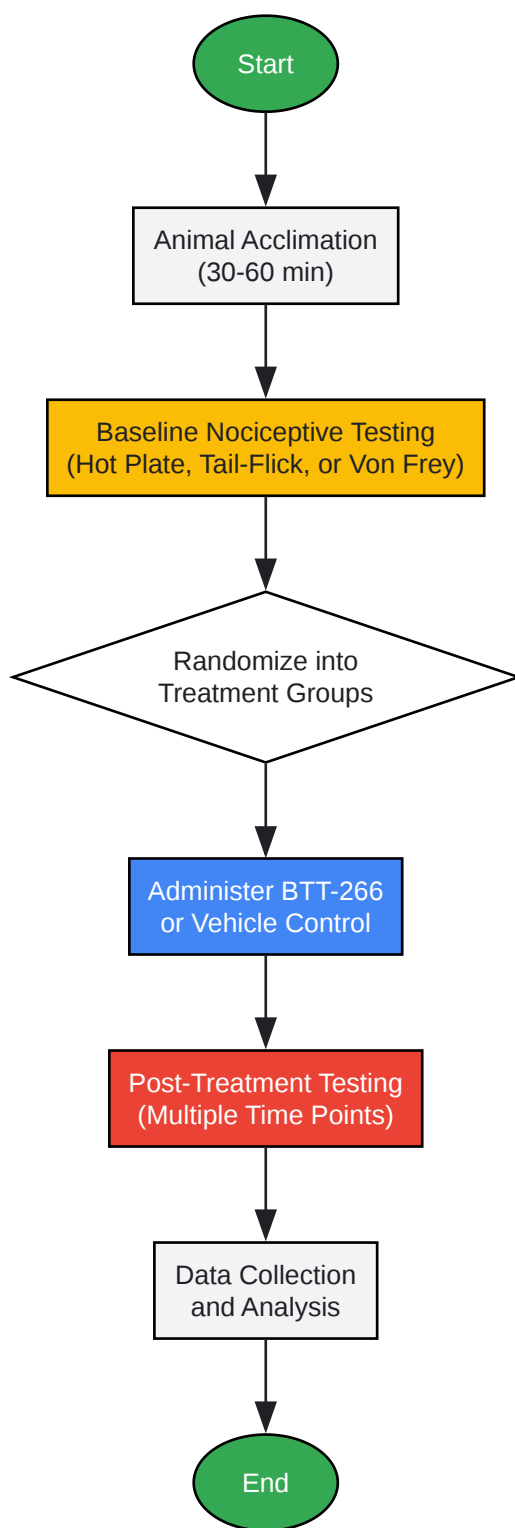 Start
Animal Acclimation
(30-60 min)
Baseline Nociceptive Testing
(Hot Plate, Tail-Flick, or Von Frey)
Randomize into
Treatment Groups
Administer BTT-266
or Vehicle Control
Post-Treatment Testing
(Multiple Time Points)
Data Collection
and Analysis
End